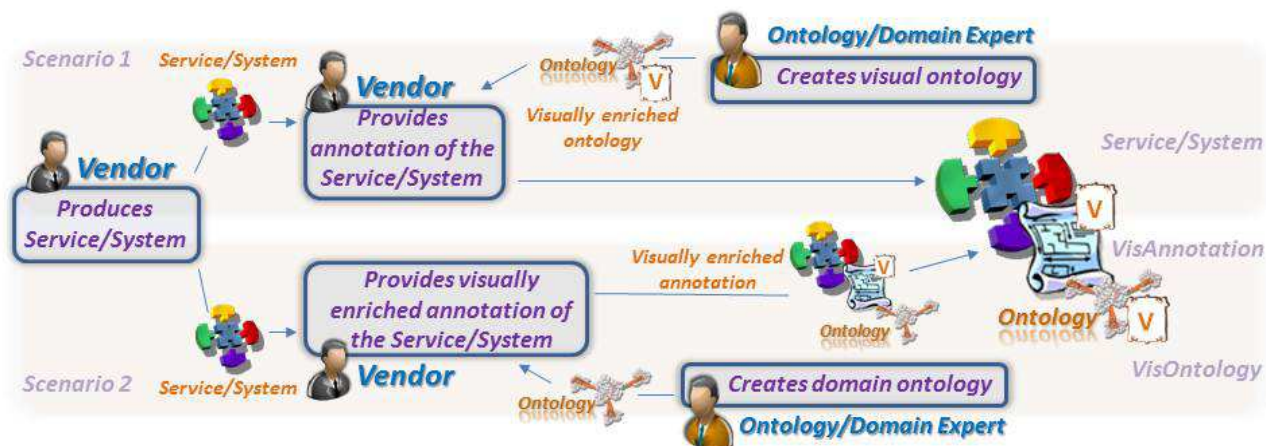 Scenario 1
Service/System
Vendor
Provides
annotation of the
Service/System
Ontology
V
Visually enriched
ontology
Ontology/Domain Expert
Creates visual ontology
Vendor
Produces
Service/System
Service/System
V
VisAnnotation
Ontology
V
VisOntology
Provides visually
enriched annotation of
the Service/System
Vendor
Visually enriched
annotation
V
Ontology
Scenario 2
Service/System
Ontology
Creates domain ontology
Ontology/Domain Expert